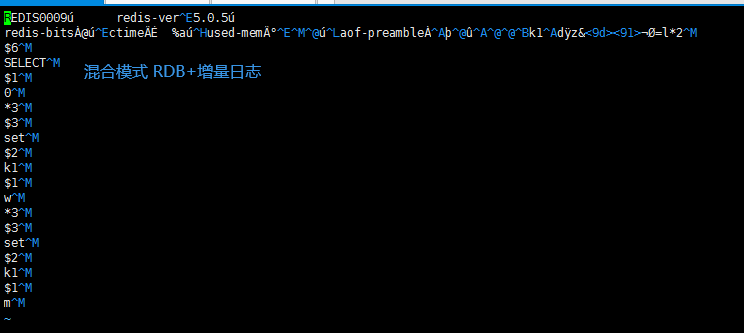 REDIS0009ú      redis-ver^E5.0.5ú
redis-bitsÀ@ú^EctimeÄÉ  %aú^Hused-memÄ°^E^M^@ú^Laof-preambleÀ^Aþ^@û^A^@^@^Bk1^Adÿz&<9d><91>¬Ø=l*2^M
$6^M
SELECT^M
混合模式 RDB+增量日志
$1^M
0^M
*3^M
$3^M
set^M
$2^M
k1^M
$1^M
w^M
*3^M
$3^M
set^M
$2^M
k1^M
$1^M
m^M
~